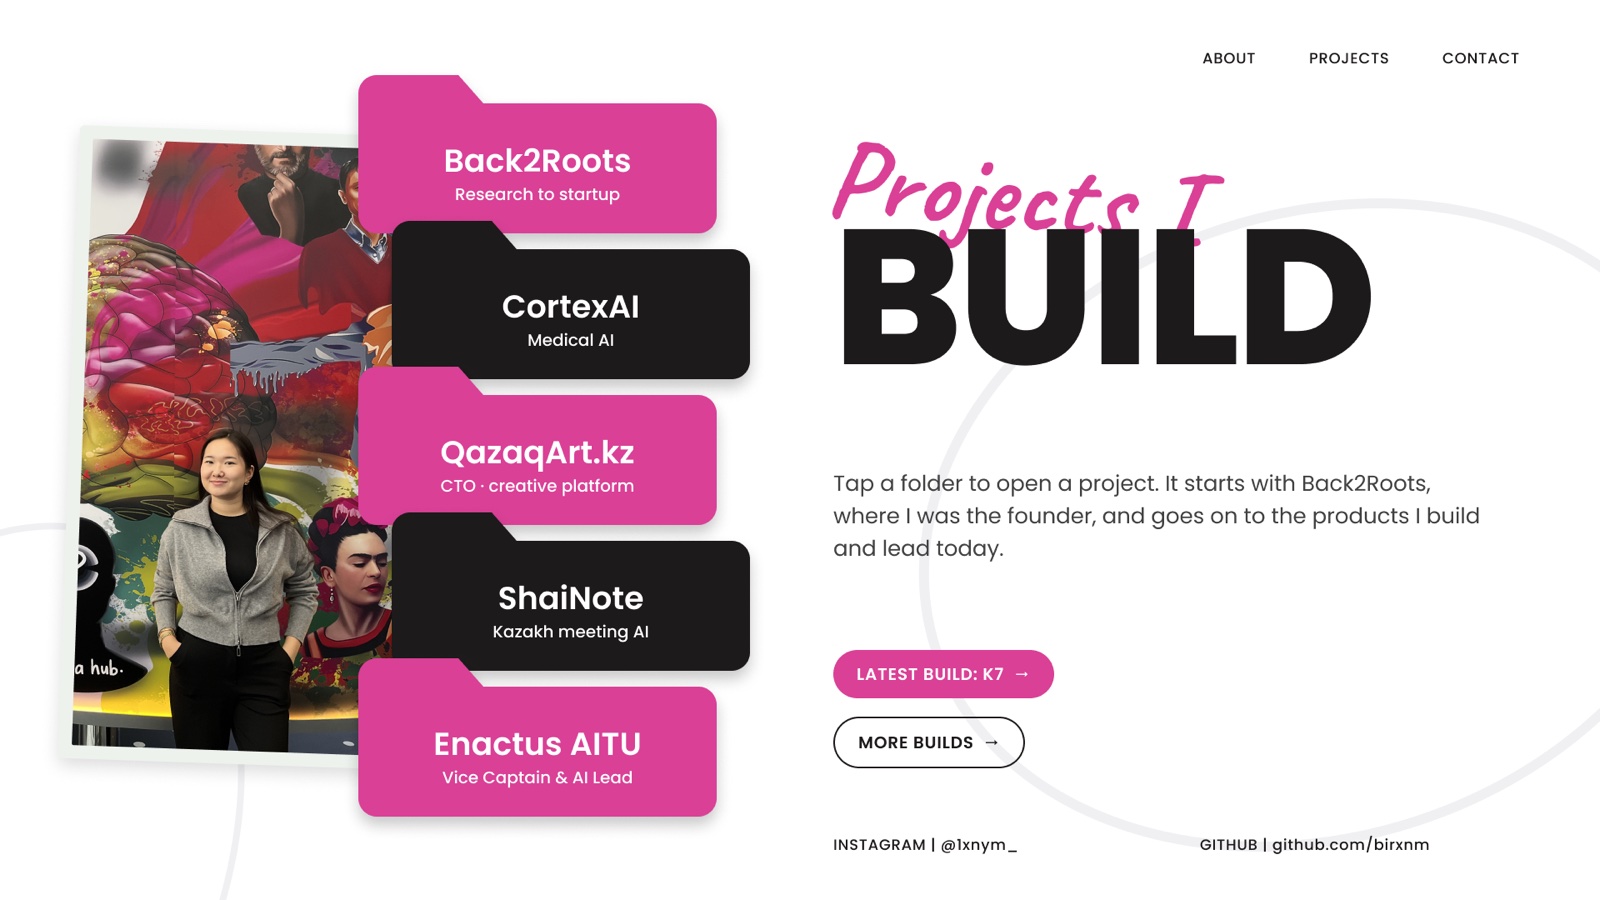 ABOUT PROJECTS CONTACT
Back2Roots
Research to startup
CortexAI
Medical AI
QazaqArt.kz
CTO · creative platform
ShaiNote
Kazakh meeting AI
Enactus AITU
Vice Captain & AI Lead
a hub.
Projects I
BUILD
Tap a folder to open a project. It starts with Back2Roots,
where I was the founder, and goes on to the products I build
and lead today.
LATEST BUILD: K7 →
MORE BUILDS →
INSTAGRAM | @1xnym_
GITHUB | github.com/birxnm